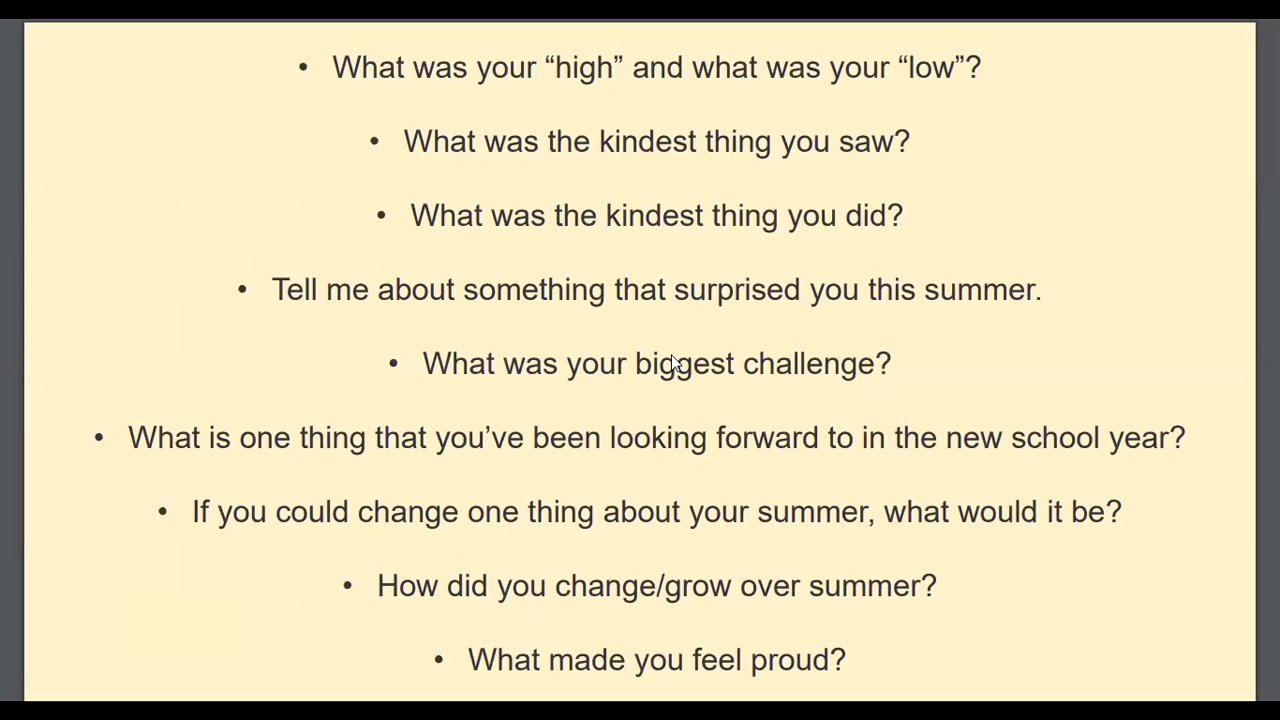 • What was your “high” and what was your “low”?
• What was the kindest thing you saw?
• What was the kindest thing you did?
• Tell me about something that surprised you this summer.
• What was your biggest challenge?
• What is one thing that you’ve been looking forward to in the new school year?
• If you could change one thing about your summer, what would it be?
• How did you change/grow over summer?
• What made you feel proud?